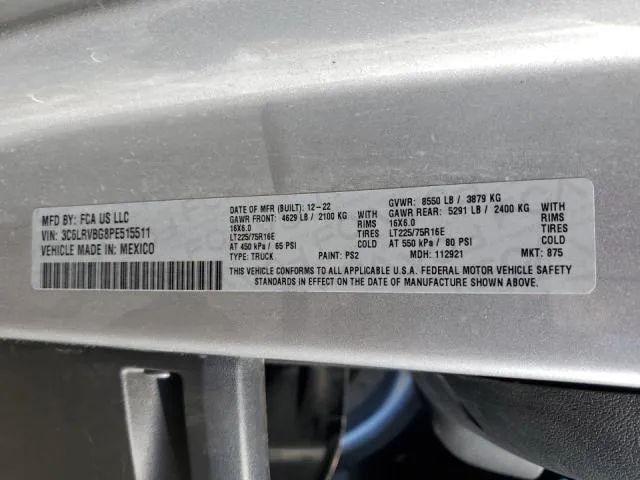 MFD BY: FCA US LLC
VIN: 3C6LRVBG8PE515511
VEHICLE MADE IN: MEXICO
DATE OF MFR (BUILT): 12-22
GAWR FRONT: 4629 LB / 2100 KG WITH
16X6.0 RIMS
LT225/75R16E TIRES
AT 450 kPa / 65 PSI COLD
TYPE: TRUCK PAINT: PS2
GVWR: 8550 LB / 3879 KG
GAWR REAR: 5291 LB / 2400 KG WITH
16X6.0 RIMS
LT225/75R16E TIRES
AT 550 kPa / 80 PSI COLD
MDH: 112921 MKT: 875
THIS VEHICLE CONFORMS TO ALL APPLICABLE U.S.A. FEDERAL MOTOR VEHICLE SAFETY
STANDARDS IN EFFECT ON THE DATE OF MANUFACTURE SHOWN ABOVE.